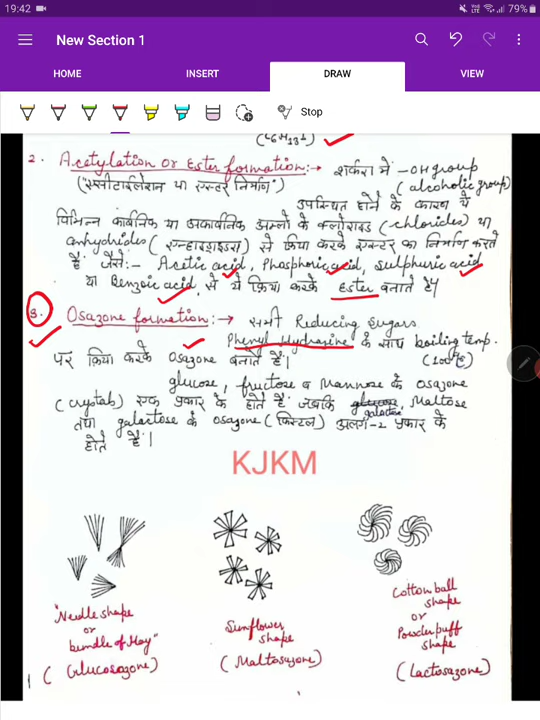 19:42
79%
New Section 1
HOME INSERT DRAW VIEW
Stop
(C6H13I)
2. Acetylation or Ester formation:→ शर्करा में -OH group
("एसीटाईलेशन या एस्टर निर्माण") (alcoholic group)
उपस्थित होने के कारण ये
विभिन्न कार्बनिक या अकार्बनिक अम्लों के क्लोराइड (chlorides) या
anhydrides (एन्हाइड्राइडस) से क्रिया करके एस्टर का निर्माण करते
हैं जैसे:- Acetic acid, Phosphoric acid, Sulphuric acid
या Benzoic acid, से ये क्रिया करके Ester बनाते है।
3. Osazone formation:→ सभी Reducing Sugars
Phenyl Hydrazine के साथ boiling temp.
पर क्रिया करके Osazone बनाते हैं। (100°C)
glucose, fructose व Mannose के Osazone
(crystals) एक प्रकार के होते हैं जबकि glucose, Maltose
galactose
तथा galactose के Osazone (क्रिस्टल) अलग-2 प्रकार के
होते हैं।
KJKM
"Needle shape
or
bundle of Hay"
(Glucosazone)
Sunflower
shape
(Maltosazone)
Cotton ball
shape
or
Powder puff
shape
(Lactosazone)